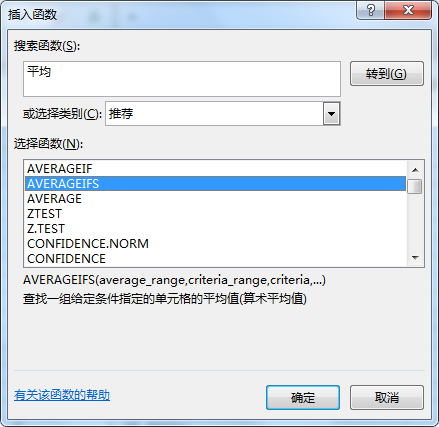 插入函数
搜索函数(S):
平均
转到(G)
或选择类别(C): 推荐
选择函数(N):
AVERAGEIF
AVERAGEIFS
AVERAGE
ZTEST
Z.TEST
CONFIDENCE.NORM
CONFIDENCE
AVERAGEIFS(average_range,criteria_range,criteria,...)
查找一组给定条件指定的单元格的平均值(算术平均值)
有关该函数的帮助
确定
取消